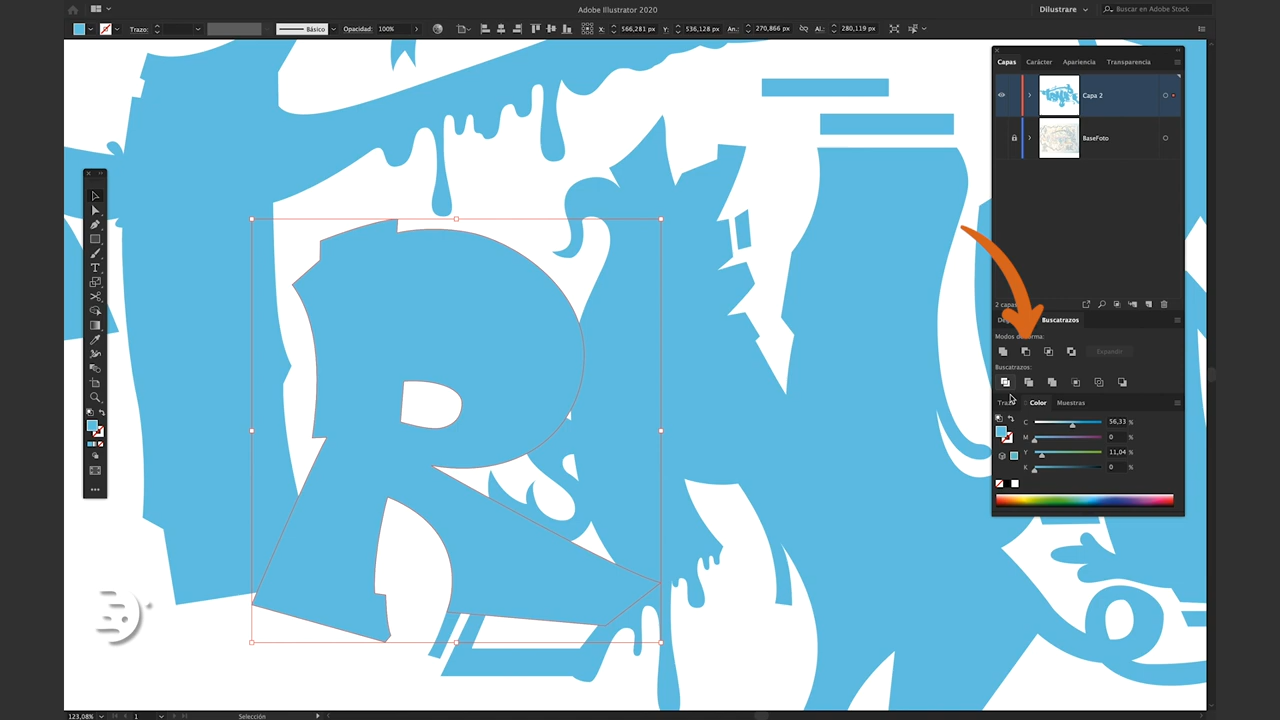 Adobe Illustrator 2020
Dilustrare
Buscar en Adobe Stock
Trazo:
Básico
Opacidad: 100%
X: 566,281 px
Y: 536,128 px
An.: 270,866 px
AL.: 280,119 px
Capas Carácter Apariencia Transparencia
Capa 2
BaseFoto
2 capas
Buscatrazos
Modos de forma:
Expandir
Buscatrazos:
Color Muestras
C 56,33 %
M 0 %
Y 11,04 %
K 0 %
R
123,08% 1 Selección